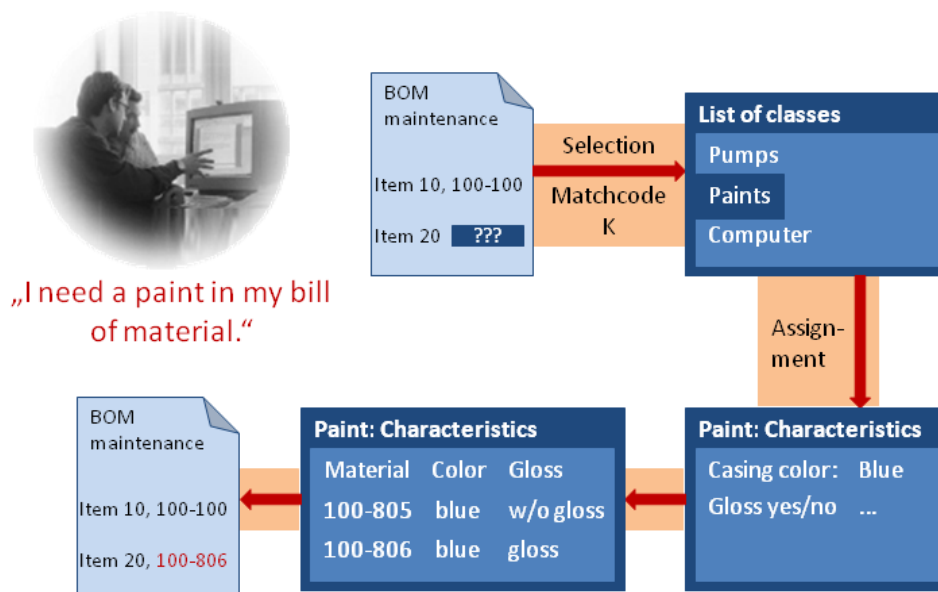 BOM
maintenance
Item 10, 100-100
Item 20 ???
Selection
Matchcode
K
List of classes
Pumps
Paints
Computer
„I need a paint in my bill
of material.“
Assign-
ment
BOM
maintenance
Item 10, 100-100
Item 20, 100-806
Paint: Characteristics
Material Color Gloss
100-805 blue w/o gloss
100-806 blue gloss
Paint: Characteristics
Casing color: Blue
Gloss yes/no ...